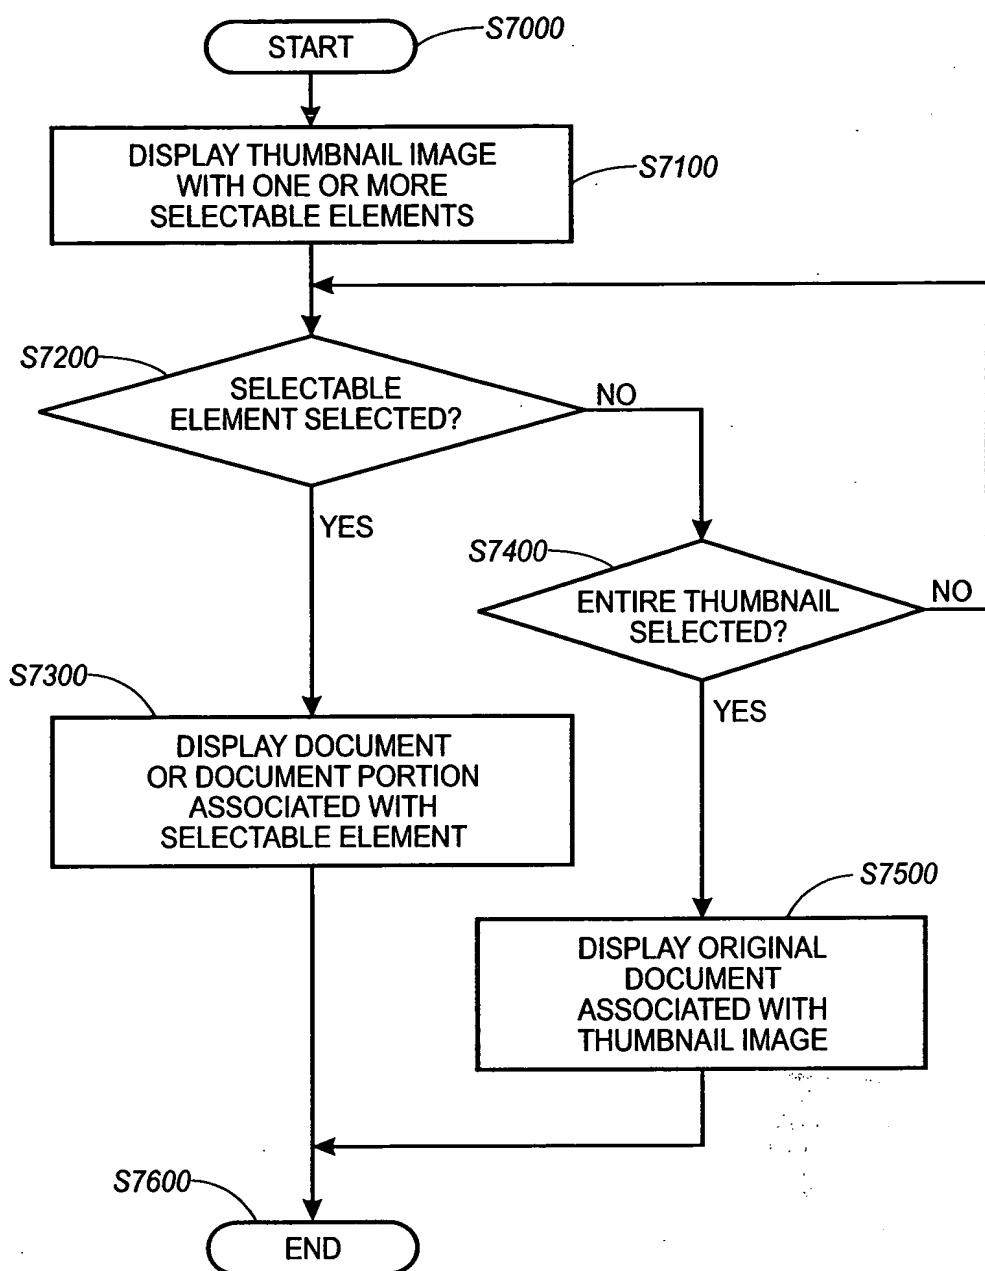 START
S7000
DISPLAY THUMBNAIL IMAGE
WITH ONE OR MORE
SELECTABLE ELEMENTS
S7100
S7200
SELECTABLE
ELEMENT SELECTED?
NO
YES
S7400
ENTIRE THUMBNAIL
SELECTED?
NO
S7300
YES
DISPLAY DOCUMENT
OR DOCUMENT PORTION
ASSOCIATED WITH
SELECTABLE ELEMENT
S7500
DISPLAY ORIGINAL
DOCUMENT
ASSOCIATED WITH
THUMBNAIL IMAGE
S7600
END